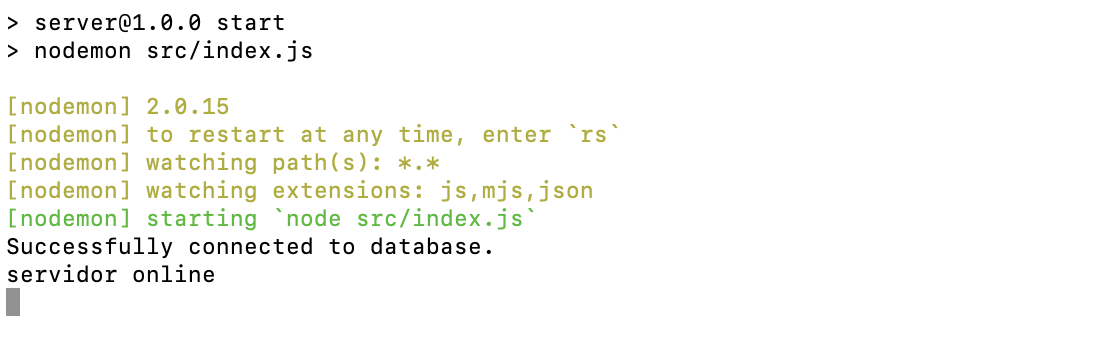 > server@1.0.0 start
> nodemon src/index.js
[nodemon] 2.0.15
[nodemon] to restart at any time, enter `rs`
[nodemon] watching path(s): *.*
[nodemon] watching extensions: js,mjs,json
[nodemon] starting `node src/index.js`
Successfully connected to database.
servidor online